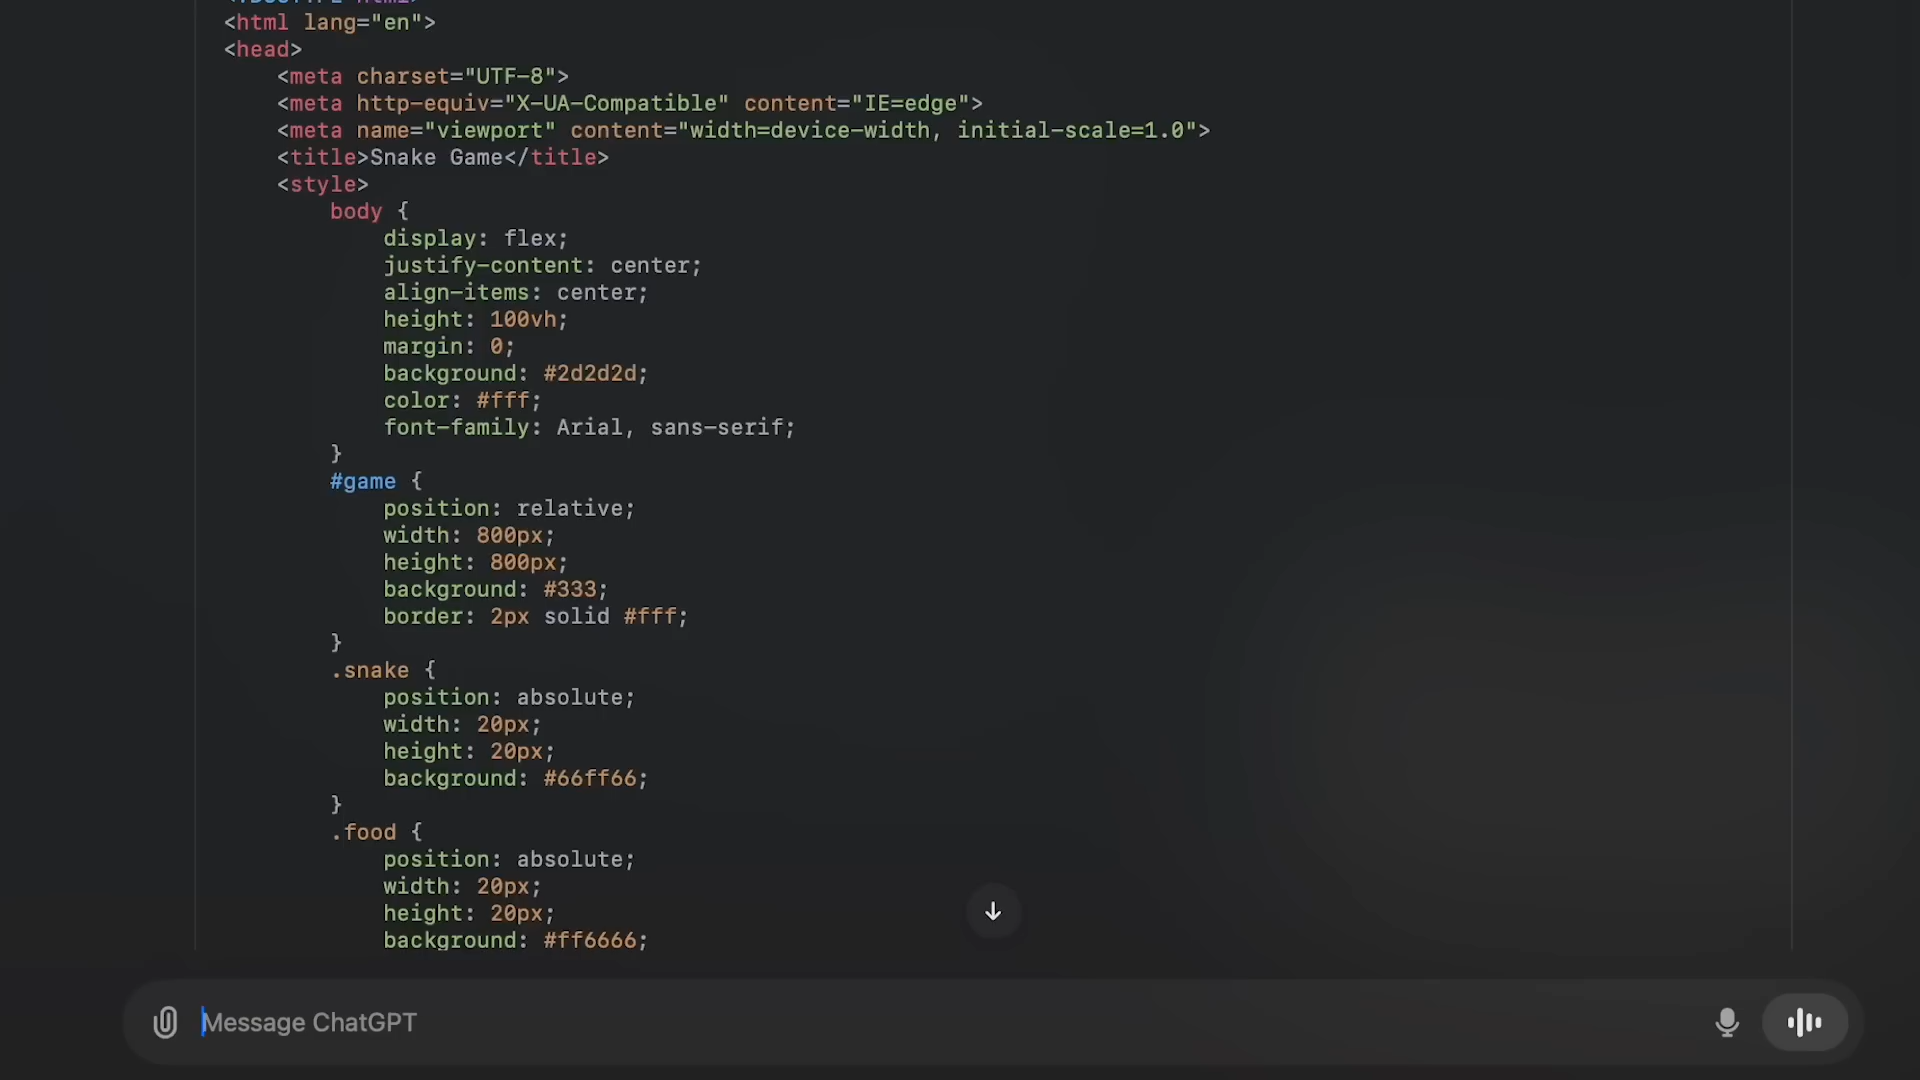 <!DOCTYPE html>
<html lang="en">
<head>
    <meta charset="UTF-8">
    <meta http-equiv="X-UA-Compatible" content="IE=edge">
    <meta name="viewport" content="width=device-width, initial-scale=1.0">
    <title>Snake Game</title>
    <style>
        body {
            display: flex;
            justify-content: center;
            align-items: center;
            height: 100vh;
            margin: 0;
            background: #2d2d2d;
            color: #fff;
            font-family: Arial, sans-serif;
        }
        #game {
            position: relative;
            width: 800px;
            height: 800px;
            background: #333;
            border: 2px solid #fff;
        }
        .snake {
            position: absolute;
            width: 20px;
            height: 20px;
            background: #66ff66;
        }
        .food {
            position: absolute;
            width: 20px;
            height: 20px;
            background: #ff6666;
Message ChatGPT